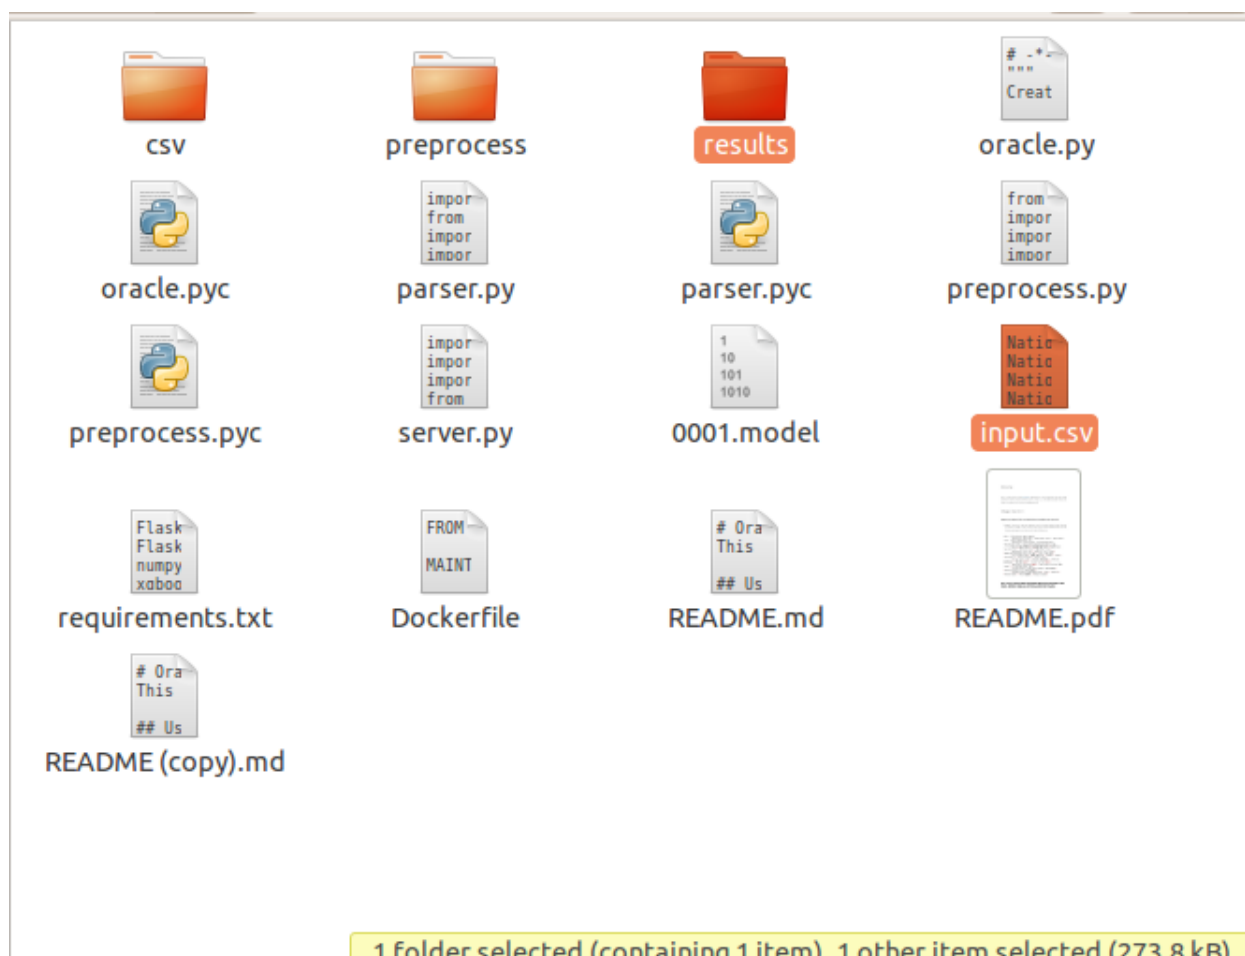 # -*-
"""
Creat
csv
preprocess
results
oracle.py
impor
from
impor
impor
from
impor
impor
impor
oracle.pyc
parser.py
parser.pyc
preprocess.py
impor
impor
impor
from
1
10
101
1010
Natio
Natio
Natio
Natio
preprocess.pyc
server.py
0001.model
input.csv
Flask
Flask
numpy
xgboo
FROM
MAINT
# Ora
This
## Us
requirements.txt
Dockerfile
README.md
README.pdf
# Ora
This
## Us
README (copy).md
1 folder selected (containing 1 item), 1 other item selected (273.8 kB)